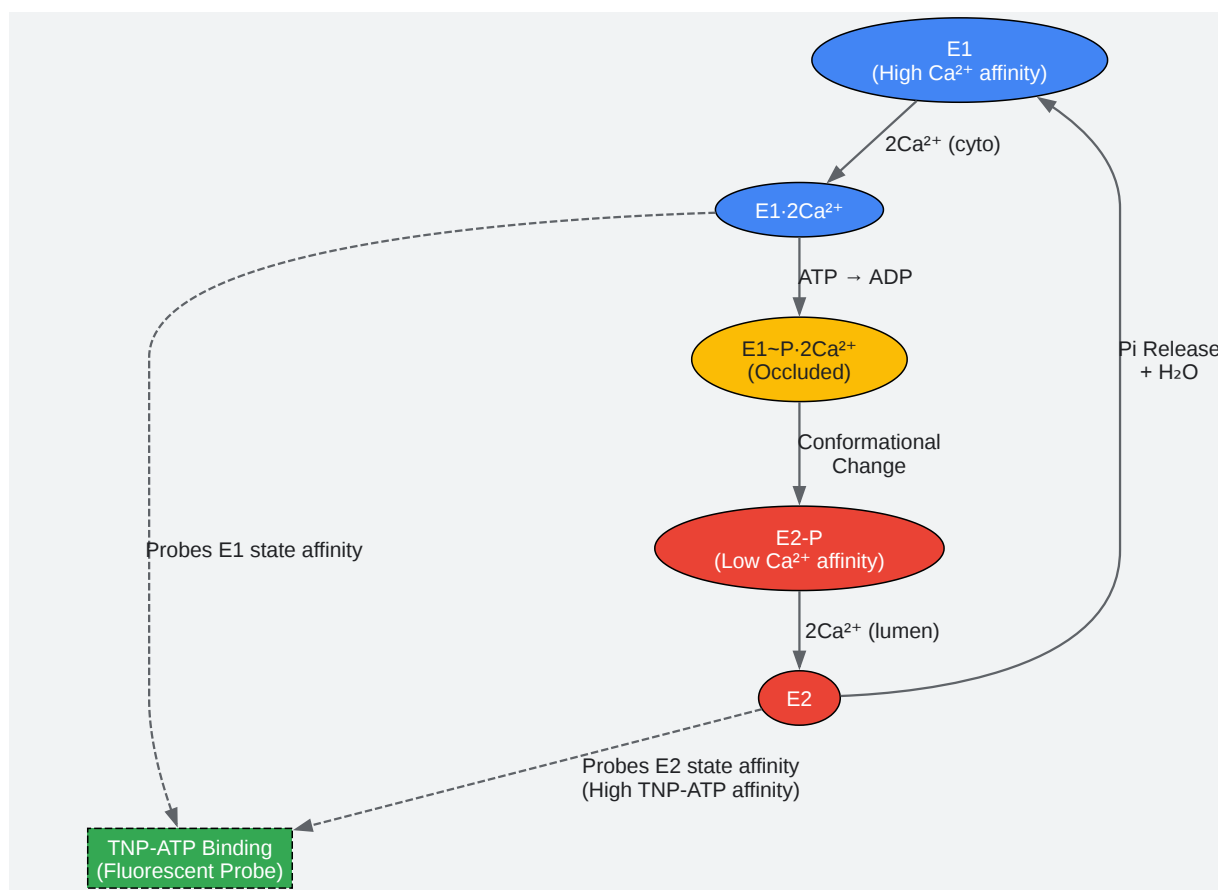 E1
(High Ca²⁺ affinity)
2Ca²⁺ (cyto)
E1·2Ca²⁺
ATP → ADP
E1~P·2Ca²⁺
(Occluded)
Pi Release
+ H₂O
Conformational
Change
E2-P
(Low Ca²⁺ affinity)
Probes E1 state affinity
2Ca²⁺ (lumen)
E2
Probes E2 state affinity
(High TNP-ATP affinity)
TNP-ATP Binding
(Fluorescent Probe)